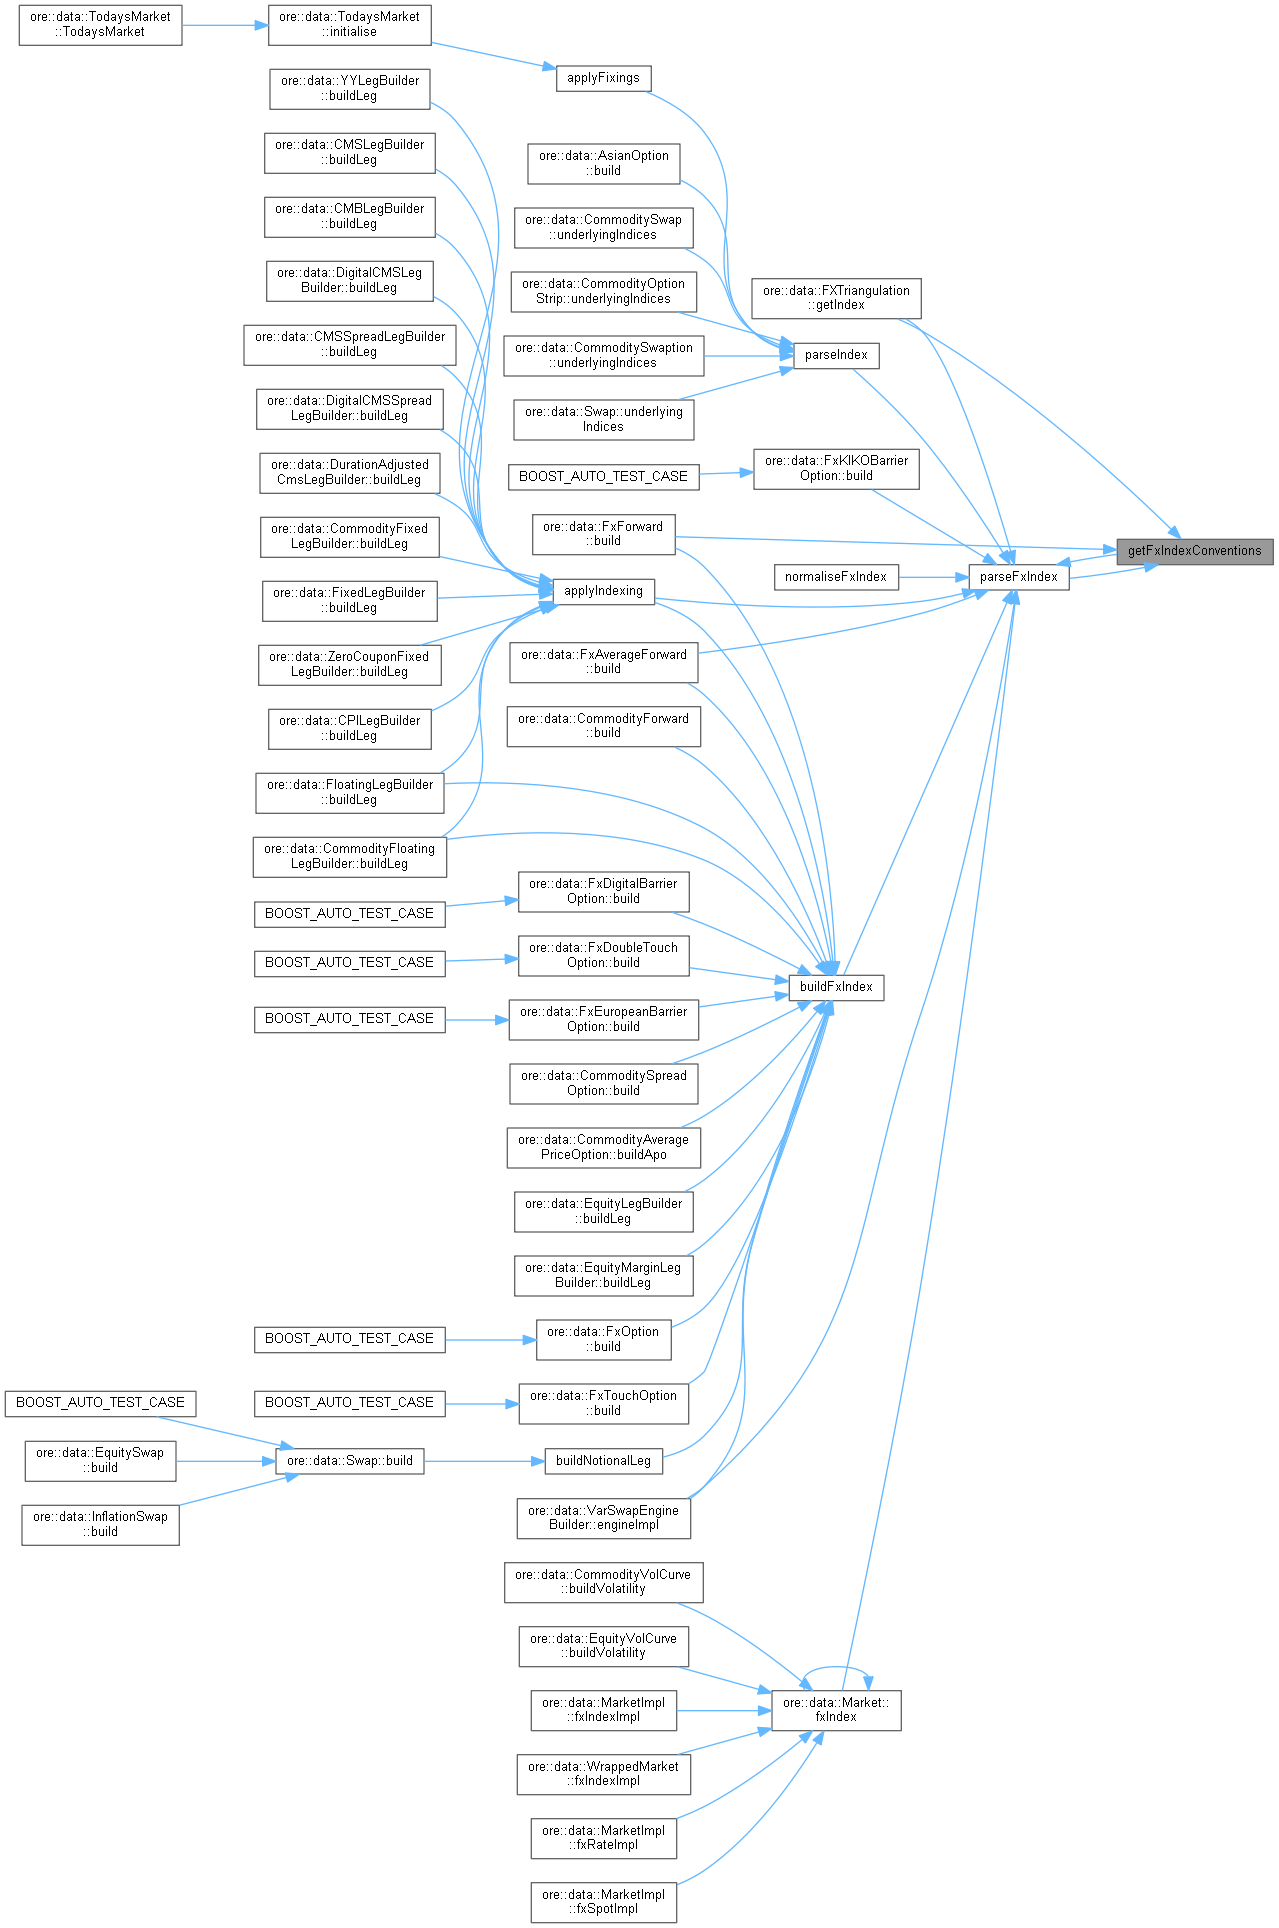 ore::data::TodaysMarket
::TodaysMarket
ore::data::TodaysMarket
::initialise
applyFixings
ore::data::YYLegBuilder
::buildLeg
ore::data::CMSLegBuilder
::buildLeg
ore::data::CMBLegBuilder
::buildLeg
ore::data::DigitalCMSLeg
Builder::buildLeg
ore::data::CMSSpreadLegBuilder
::buildLeg
ore::data::DigitalCMSSpread
LegBuilder::buildLeg
ore::data::DurationAdjusted
CmsLegBuilder::buildLeg
ore::data::CommodityFixed
LegBuilder::buildLeg
ore::data::FixedLegBuilder
::buildLeg
ore::data::ZeroCouponFixed
LegBuilder::buildLeg
ore::data::CPILegBuilder
::buildLeg
ore::data::FloatingLegBuilder
::buildLeg
ore::data::CommodityFloating
LegBuilder::buildLeg
BOOST_AUTO_TEST_CASE
BOOST_AUTO_TEST_CASE
BOOST_AUTO_TEST_CASE
BOOST_AUTO_TEST_CASE
BOOST_AUTO_TEST_CASE
BOOST_AUTO_TEST_CASE
ore::data::EquitySwap
::build
ore::data::InflationSwap
::build
ore::data::Swap::build
ore::data::AsianOption
::build
ore::data::CommoditySwap
::underlyingIndices
ore::data::CommodityOption
Strip::underlyingIndices
ore::data::CommoditySwaption
::underlyingIndices
ore::data::Swap::underlying
Indices
BOOST_AUTO_TEST_CASE
ore::data::FxForward
::build
applyIndexing
ore::data::FxAverageForward
::build
ore::data::CommodityForward
::build
ore::data::FxDigitalBarrier
Option::build
ore::data::FxDoubleTouch
Option::build
ore::data::FxEuropeanBarrier
Option::build
ore::data::CommoditySpread
Option::build
ore::data::CommodityAverage
PriceOption::buildApo
ore::data::EquityLegBuilder
::buildLeg
ore::data::EquityMarginLeg
Builder::buildLeg
ore::data::FxOption
::build
ore::data::FxTouchOption
::build
buildNotionalLeg
ore::data::VarSwapEngine
Builder::engineImpl
ore::data::CommodityVolCurve
::buildVolatility
ore::data::EquityVolCurve
::buildVolatility
ore::data::MarketImpl
::fxIndexImpl
ore::data::WrappedMarket
::fxIndexImpl
ore::data::MarketImpl
::fxRateImpl
ore::data::MarketImpl
::fxSpotImpl
ore::data::FXTriangulation
::getIndex
parseIndex
ore::data::FxKIKOBarrier
Option::build
normaliseFxIndex
buildFxIndex
ore::data::Market::
fxIndex
parseFxIndex
getFxIndexConventions